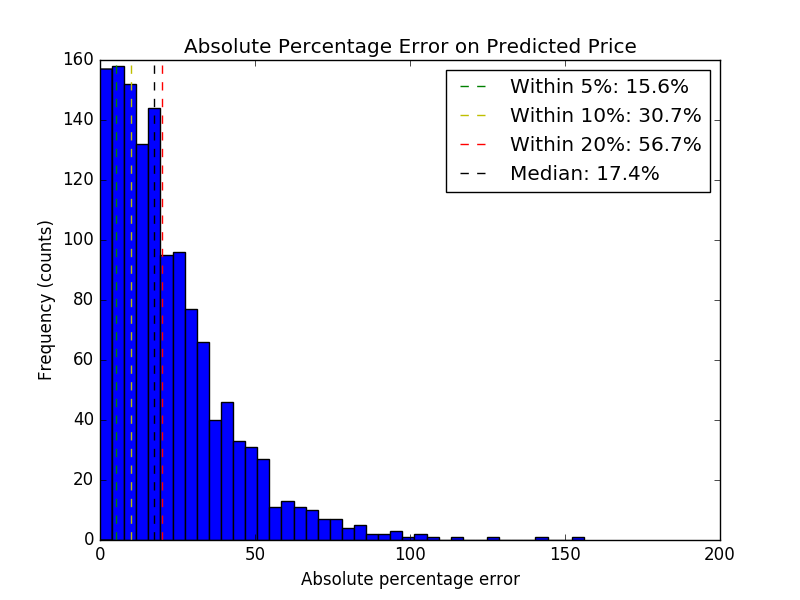 Absolute Percentage Error on Predicted Price
Within 5%: 15.6%
Within 10%: 30.7%
Within 20%: 56.7%
Median: 17.4%
160
140
120
100
80
60
40
20
0
Frequency (counts)
0 50 100 150 200
Absolute percentage error